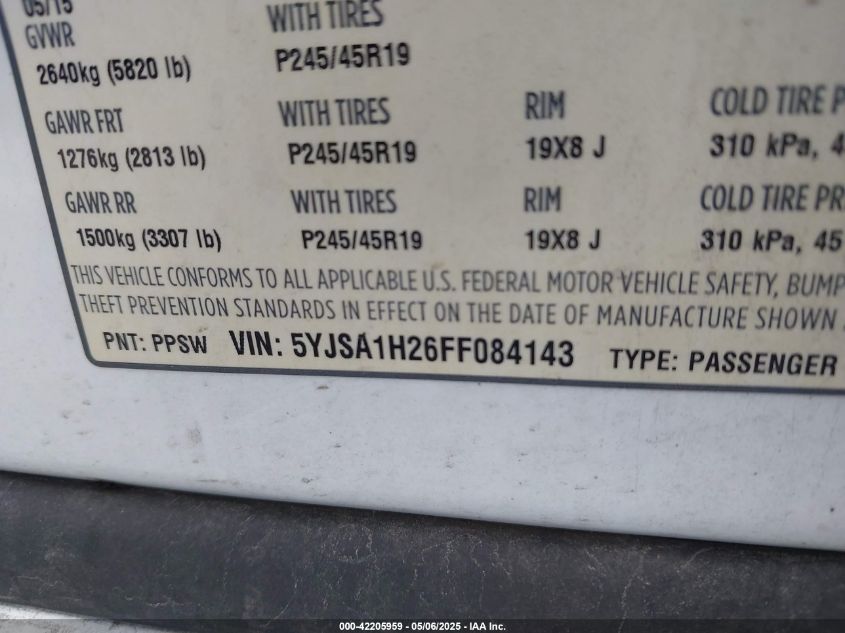 05/15
GVWR WITH TIRES
2640kg (5820 lb) P245/45R19
GAWR FRT WITH TIRES RIM COLD TIRE P
1276kg (2813 lb) P245/45R19 19X8 J 310 kPa, 4
GAWR RR WITH TIRES RIM COLD TIRE PR
1500kg (3307 lb) P245/45R19 19X8 J 310 kPa, 45
THIS VEHICLE CONFORMS TO ALL APPLICABLE U.S. FEDERAL MOTOR VEHICLE SAFETY, BUMP
THEFT PREVENTION STANDARDS IN EFFECT ON THE DATE OF MANUFACTURE SHOWN
PNT: PPSW VIN: 5YJSA1H26FF084143 TYPE: PASSENGER
000-42205959 - 05/06/2025 - IAA Inc.